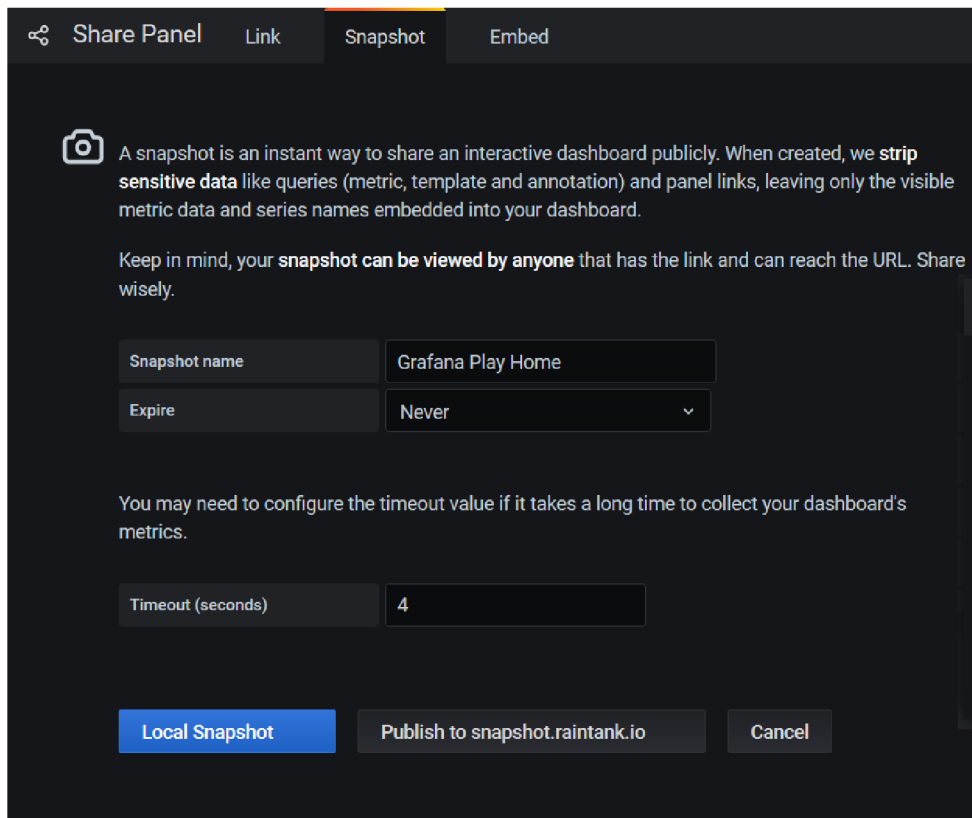 Share Panel Link Snapshot Embed
A snapshot is an instant way to share an interactive dashboard publicly. When created, we strip
sensitive data like queries (metric, template and annotation) and panel links, leaving only the visible
metric data and series names embedded into your dashboard.
Keep in mind, your snapshot can be viewed by anyone that has the link and can reach the URL. Share
wisely.
Snapshot name Grafana Play Home
Expire Never
You may need to configure the timeout value if it takes a long time to collect your dashboard's
metrics.
Timeout (seconds) 4
Local Snapshot Publish to snapshot.raintank.io Cancel